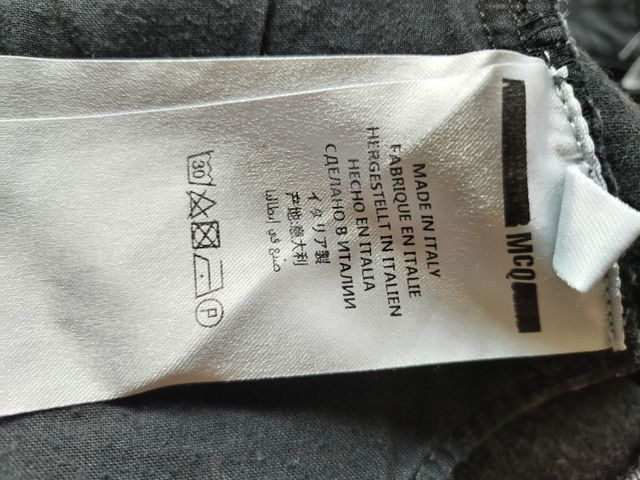 MCQ
MADE IN ITALY
FABRIQUE EN ITALIE
HERGESTELLT IN ITALIEN
HECHO EN ITALIA
СДЕЛАНО В ИТАЛИИ
イタリア製
产地:意大利
صنع في إيطاليا
30
P